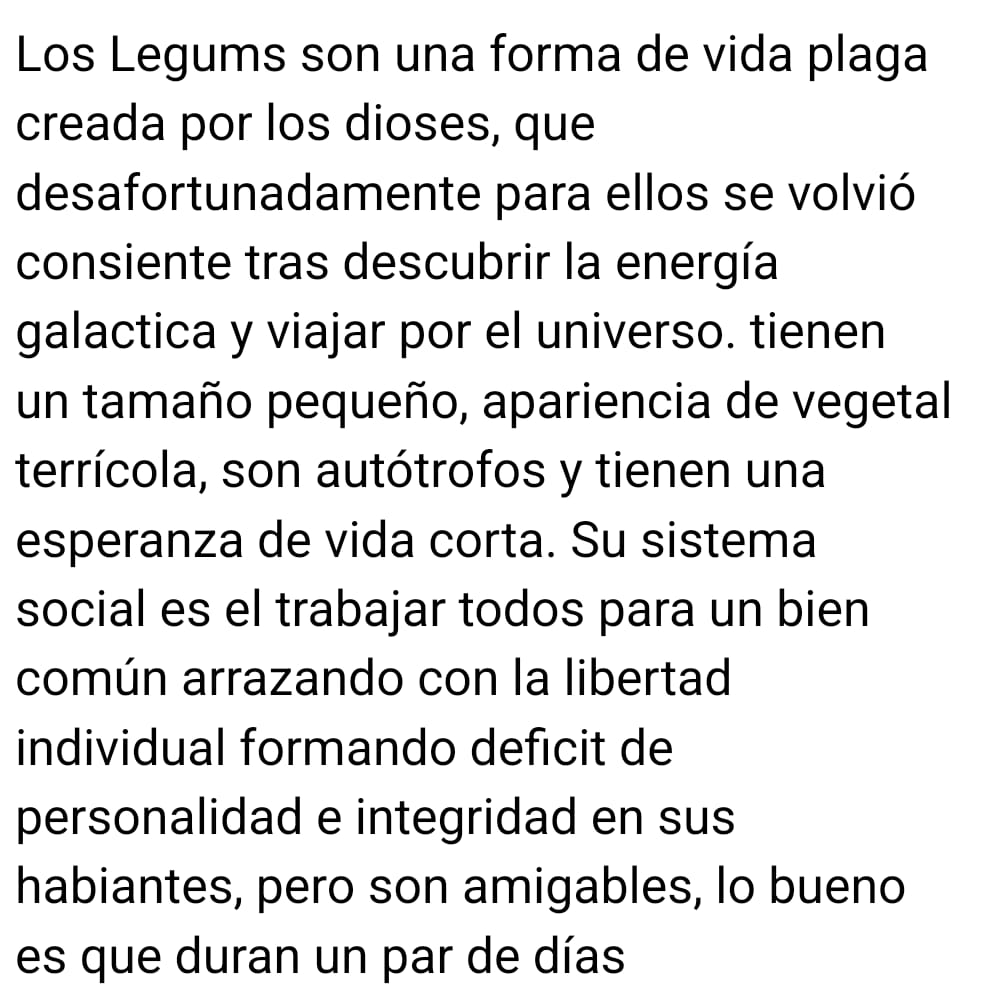 Los Legums son una forma de vida plaga
creada por los dioses, que
desafortunadamente para ellos se volvió
consiente tras descubrir la energía
galactica y viajar por el universo. tienen
un tamaño pequeño, apariencia de vegetal
terrícola, son autótrofos y tienen una
esperanza de vida corta. Su sistema
social es el trabajar todos para un bien
común arrazando con la libertad
individual formando deficit de
personalidad e integridad en sus
habiantes, pero son amigables, lo bueno
es que duran un par de días